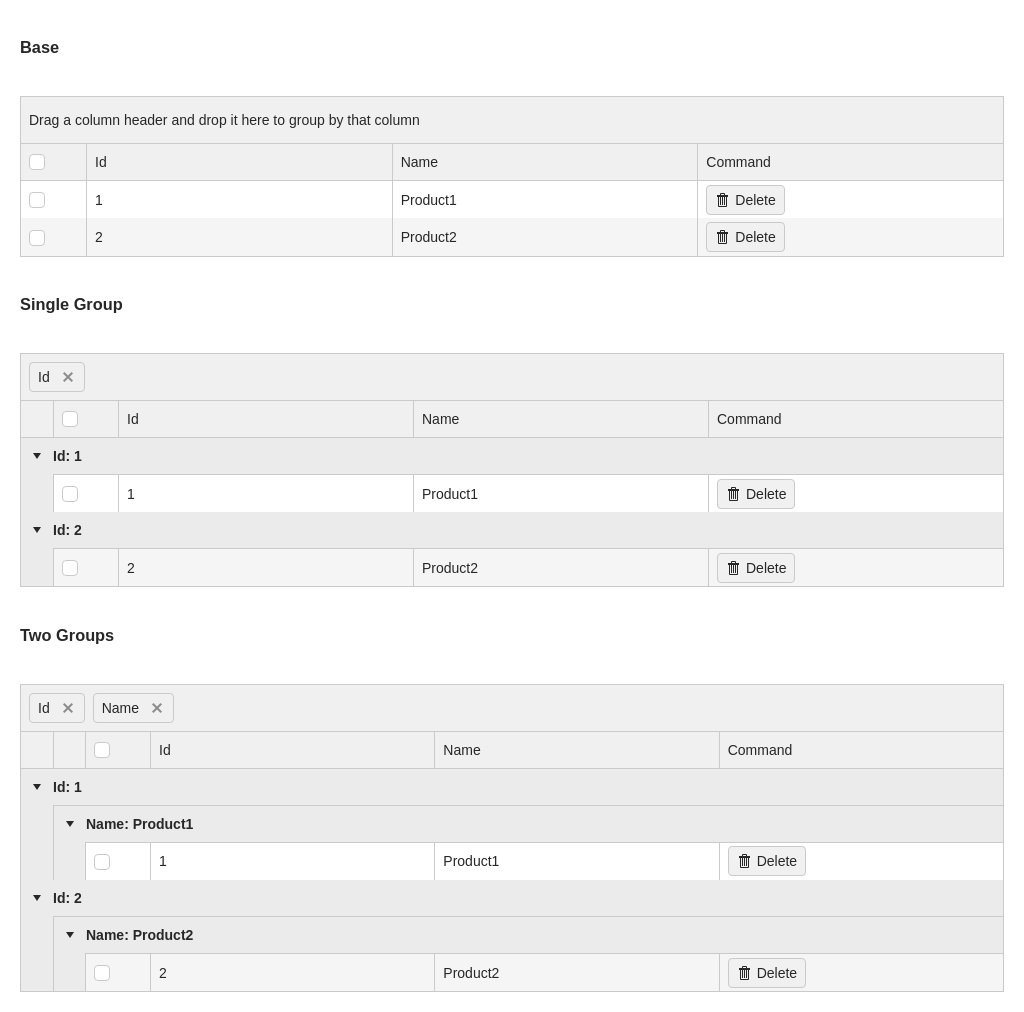 Base
Drag a column header and drop it here to group by that column
Id Name Command
1 Product1 Delete
2 Product2 Delete
Single Group
Id
Id Name Command
Id: 1
1 Product1 Delete
Id: 2
2 Product2 Delete
Two Groups
Id Name
Id Name Command
Id: 1
Name: Product1
1 Product1 Delete
Id: 2
Name: Product2
2 Product2 Delete